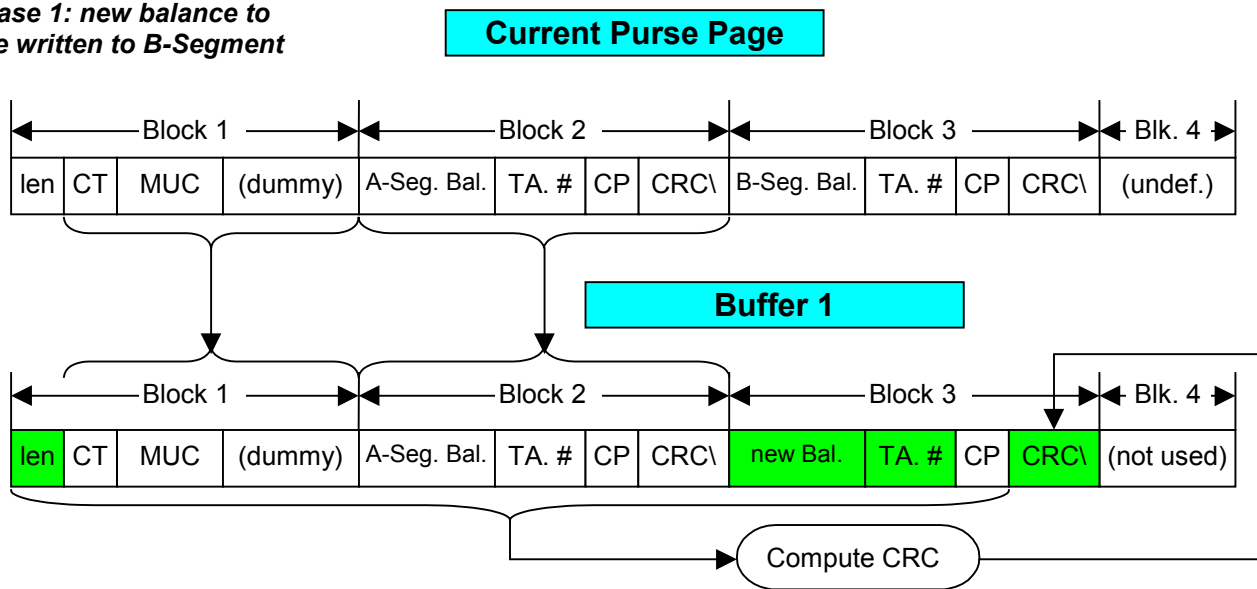 ase 1: new balance to
e written to B-Segment
Current Purse Page
Block 1 Block 2 Block 3 Blk. 4
len CT MUC (dummy) A-Seg. Bal. TA. # CP CRC\ B-Seg. Bal. TA. # CP CRC\ (undef.)
Buffer 1
Block 1 Block 2 Block 3 Blk. 4
len CT MUC (dummy) A-Seg. Bal. TA. # CP CRC\ new Bal. TA. # CP CRC\ (not used)
Compute CRC